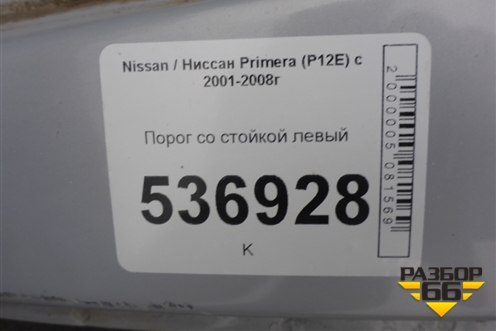 Nissan / Ниссан Primera (P12E) с
2001-2008г
Порог со стойкой левый
536928
К
2000005081569
РАЗБОР
66